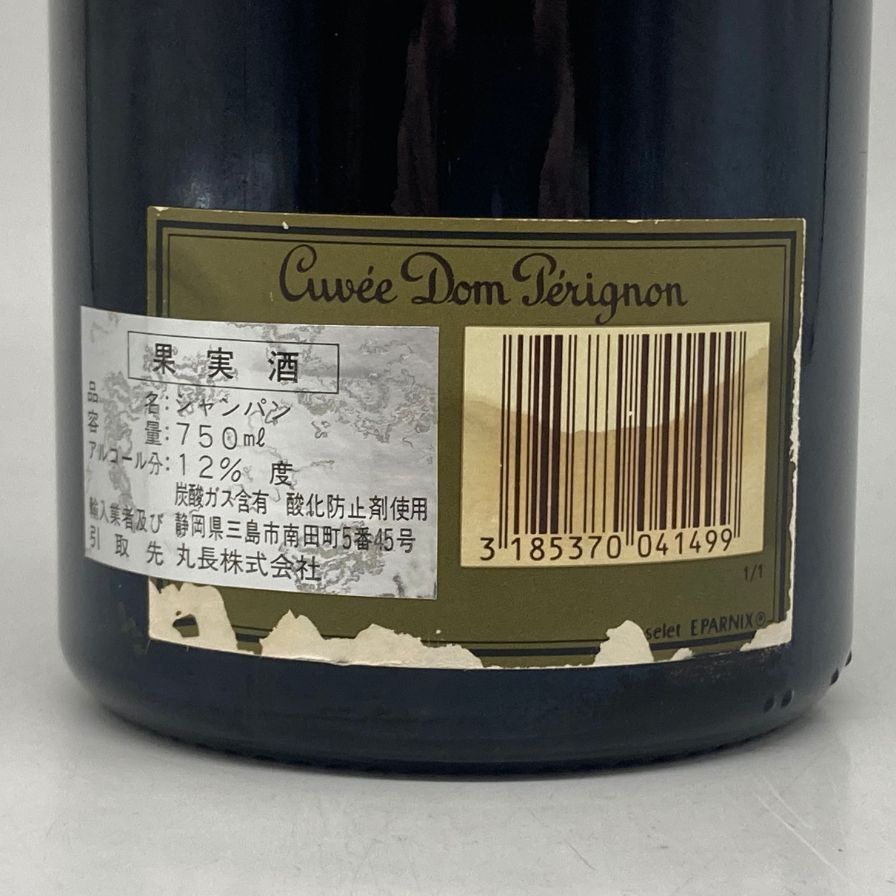 Cuvée Dom Pérignon
果実酒
品名:シャンパン
容量:750ml
アルコール分:12% 度
炭酸ガス含有 酸化防止剤使用
輸入業者及び 静岡県三島市南田町5番45号
引取先 丸長株式会社
3 185370 041499
1/1
selet EPARNIX®